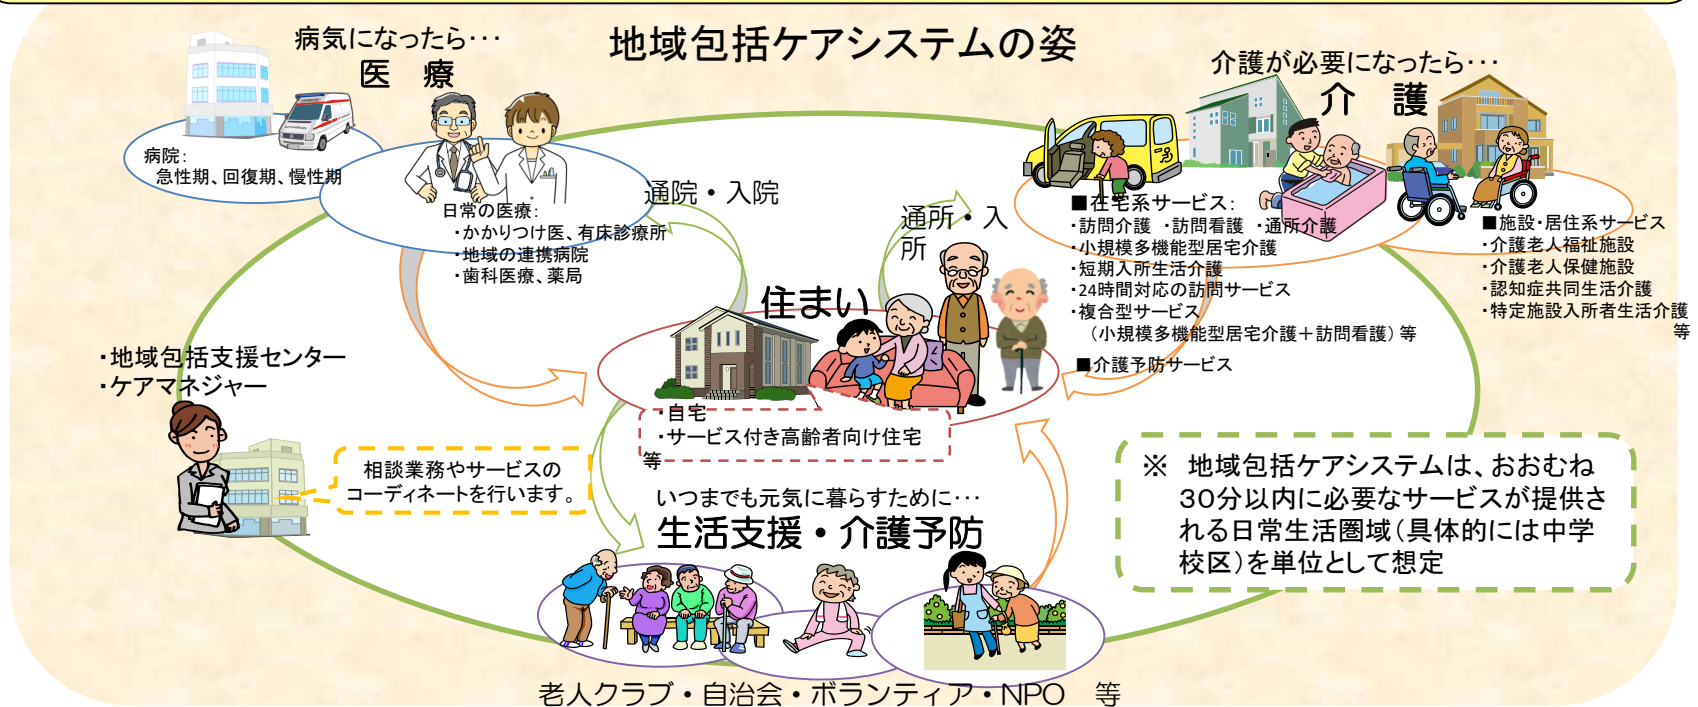 地域包括ケアシステムの姿
病気になったら･･･
医　療
病院：
急性期、回復期、慢性期
日常の医療：
・かかりつけ医、有床診療所
・地域の連携病院
・歯科医療、薬局
通院・入院
通所・入
所
介護が必要になったら･･･
介　護
■在宅系サービス：
・訪問介護 ・訪問看護 ・通所介護
・小規模多機能型居宅介護
・短期入所生活介護
・24時間対応の訪問サービス
・複合型サービス
（小規模多機能型居宅介護＋訪問看護）等
■介護予防サービス
■施設・居住系サービス
・介護老人福祉施設
・介護老人保健施設
・認知症共同生活介護
・特定施設入所者生活介護
等
住まい
・自宅
・サービス付き高齢者向け住宅
等
・地域包括支援センター
・ケアマネジャー
相談業務やサービスの
コーディネートを行います。
いつまでも元気に暮らすために･･･
生活支援・介護予防
老人クラブ・自治会・ボランティア・NPO　等
※　地域包括ケアシステムは、おおむね
３０分以内に必要なサービスが提供さ
れる日常生活圏域（具体的には中学
校区）を単位として想定